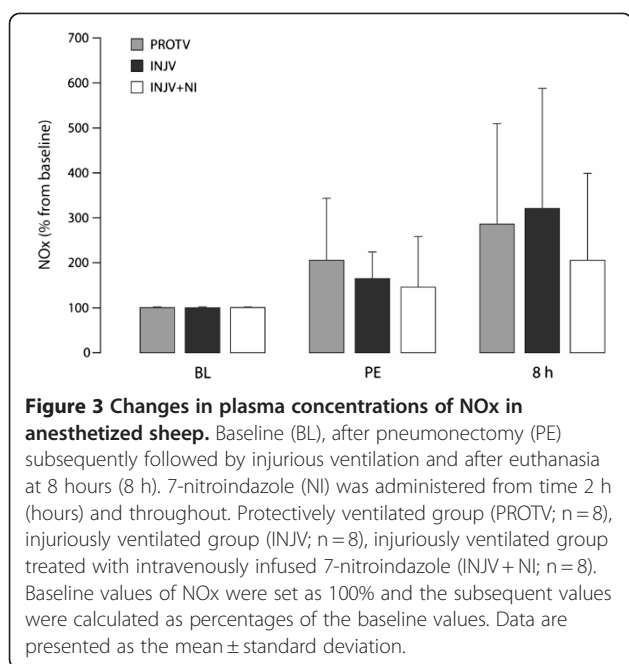 700
600
500
400
300
200
100
0
NOx (% from baseline)
PROTV
INJV
INJV+NI
BL PE 8 h
Figure 3 Changes in plasma concentrations of NOx in
anesthetized sheep. Baseline (BL), after pneumonectomy (PE)
subsequently followed by injurious ventilation and after euthanasia
at 8 hours (8 h). 7-nitroindazole (NI) was administered from time 2 h
(hours) and throughout. Protectively ventilated group (PROTV; n = 8),
injuriously ventilated group (INJV; n = 8), injuriously ventilated group
treated with intravenously infused 7-nitroindazole (INJV + NI; n = 8).
Baseline values of NOx were set as 100% and the subsequent values
were calculated as percentages of the baseline values. Data are
presented as the mean ± standard deviation.